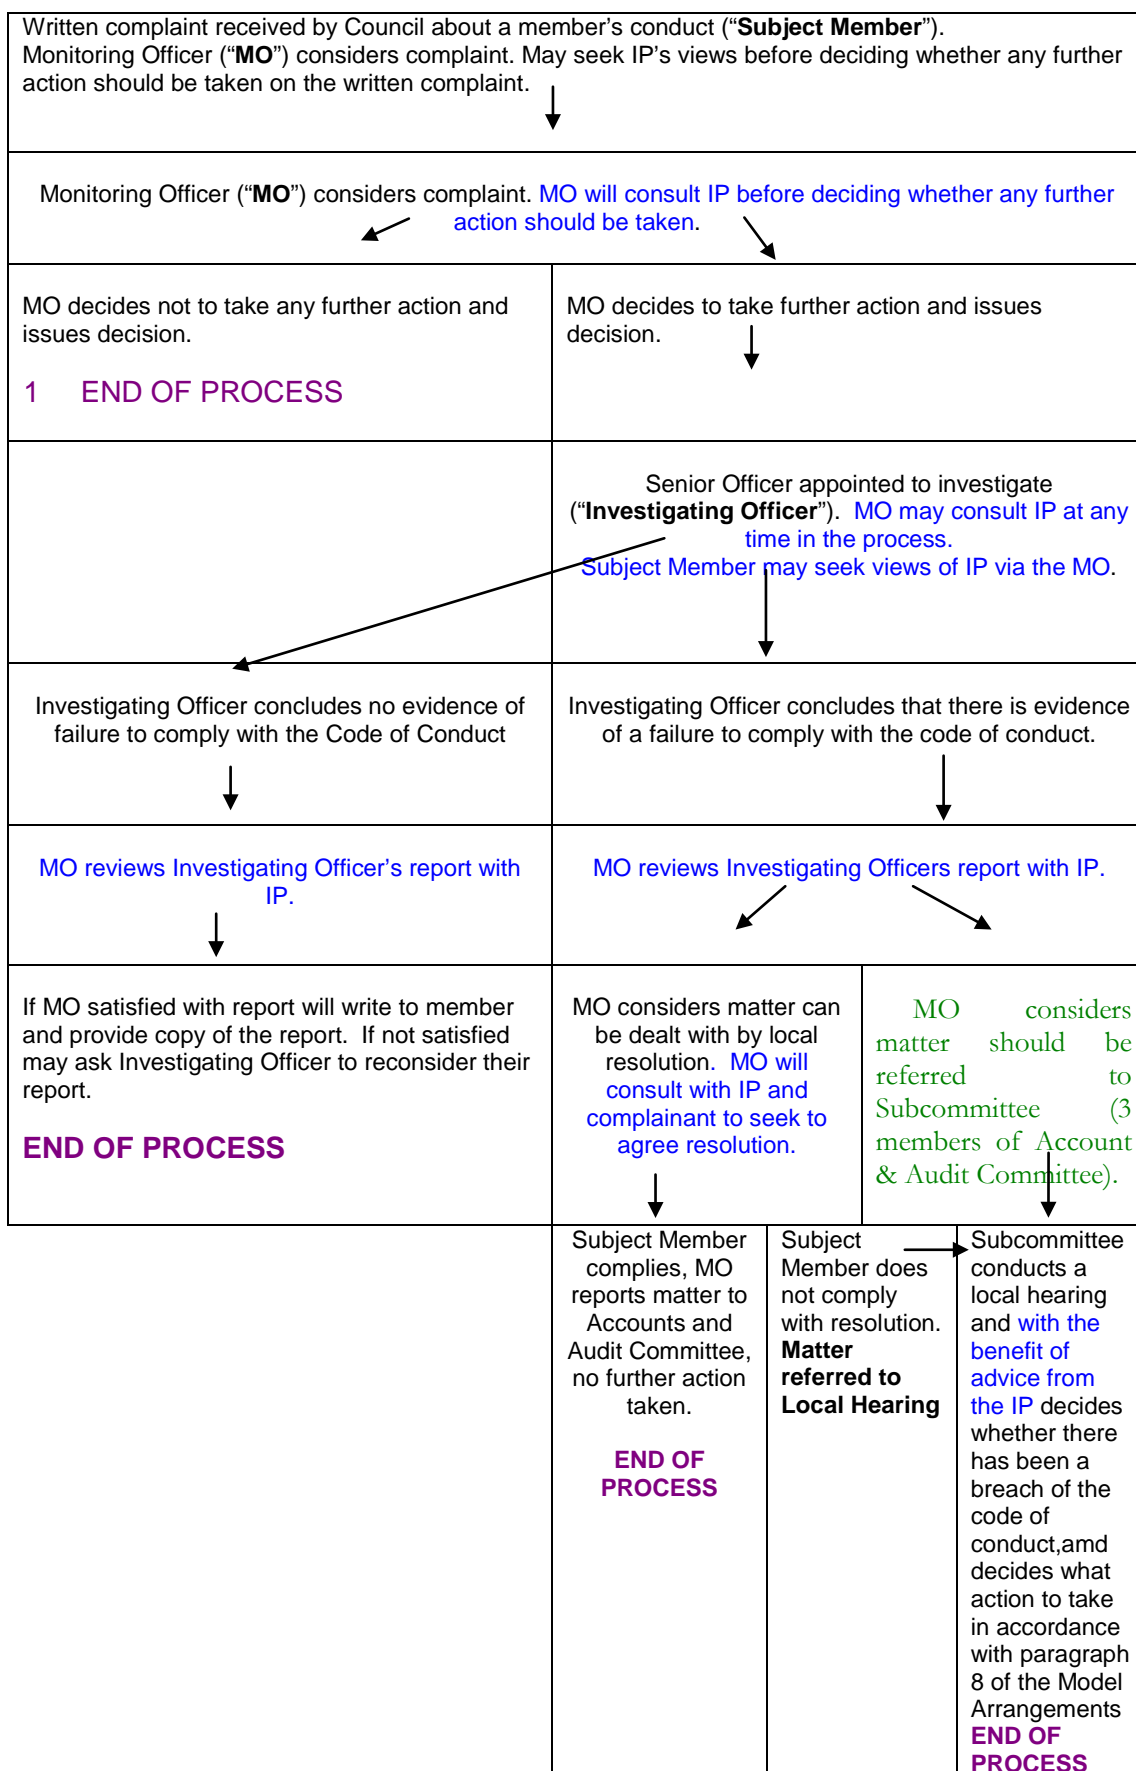 Written complaint received by Council about a member’s conduct (“Subject Member”).
Monitoring Officer (“MO”) considers complaint. May seek IP’s views before deciding whether any further
action should be taken on the written complaint.
Monitoring Officer (“MO”) considers complaint. MO will consult IP before deciding whether any further
action should be taken.
MO decides not to take any further action and
issues decision.
1 END OF PROCESS
MO decides to take further action and issues
decision.
Senior Officer appointed to investigate
(“Investigating Officer”). MO may consult IP at any
time in the process.
Subject Member may seek views of IP via the MO.
Investigating Officer concludes no evidence of
failure to comply with the Code of Conduct
Investigating Officer concludes that there is evidence
of a failure to comply with the code of conduct.
MO reviews Investigating Officer’s report with
IP.
MO reviews Investigating Officers report with IP.
If MO satisfied with report will write to member
and provide copy of the report. If not satisfied
may ask Investigating Officer to reconsider their
report.
END OF PROCESS
MO considers matter can
be dealt with by local
resolution. MO will
consult with IP and
complainant to seek to
agree resolution.
MO considers
matter should be
referred to
Subcommittee (3
members of Account
& Audit Committee).
Subject Member
complies, MO
reports matter to
Accounts and
Audit Committee,
no further action
taken.
END OF
PROCESS
Subject
Member does
not comply
with resolution.
Matter
referred to
Local Hearing
Subcommittee
conducts a
local hearing
and with the
benefit of
advice from
the IP decides
whether there
has been a
breach of the
code of
conduct,amd
decides what
action to take
in accordance
with paragraph
8 of the Model
Arrangements
END OF
PROCESS